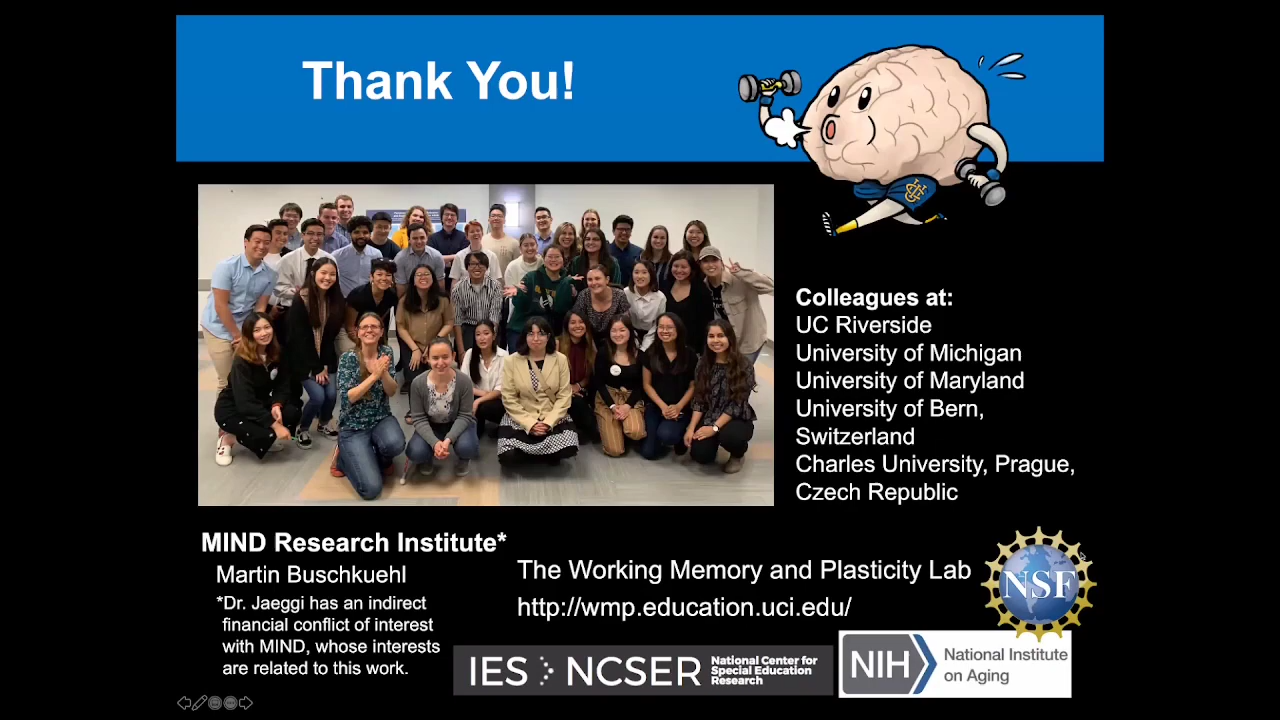 Thank You!
Colleagues at:
UC Riverside
University of Michigan
University of Maryland
University of Bern,
Switzerland
Charles University, Prague,
Czech Republic
MIND Research Institute*
Martin Buschkuehl
*Dr. Jaeggi has an indirect
financial conflict of interest
with MIND, whose interests
are related to this work.
The Working Memory and Plasticity Lab
http://wmp.education.uci.edu/
NSF
IES NCSER National Center for
Special Education
Research
NIH National Institute
on Aging